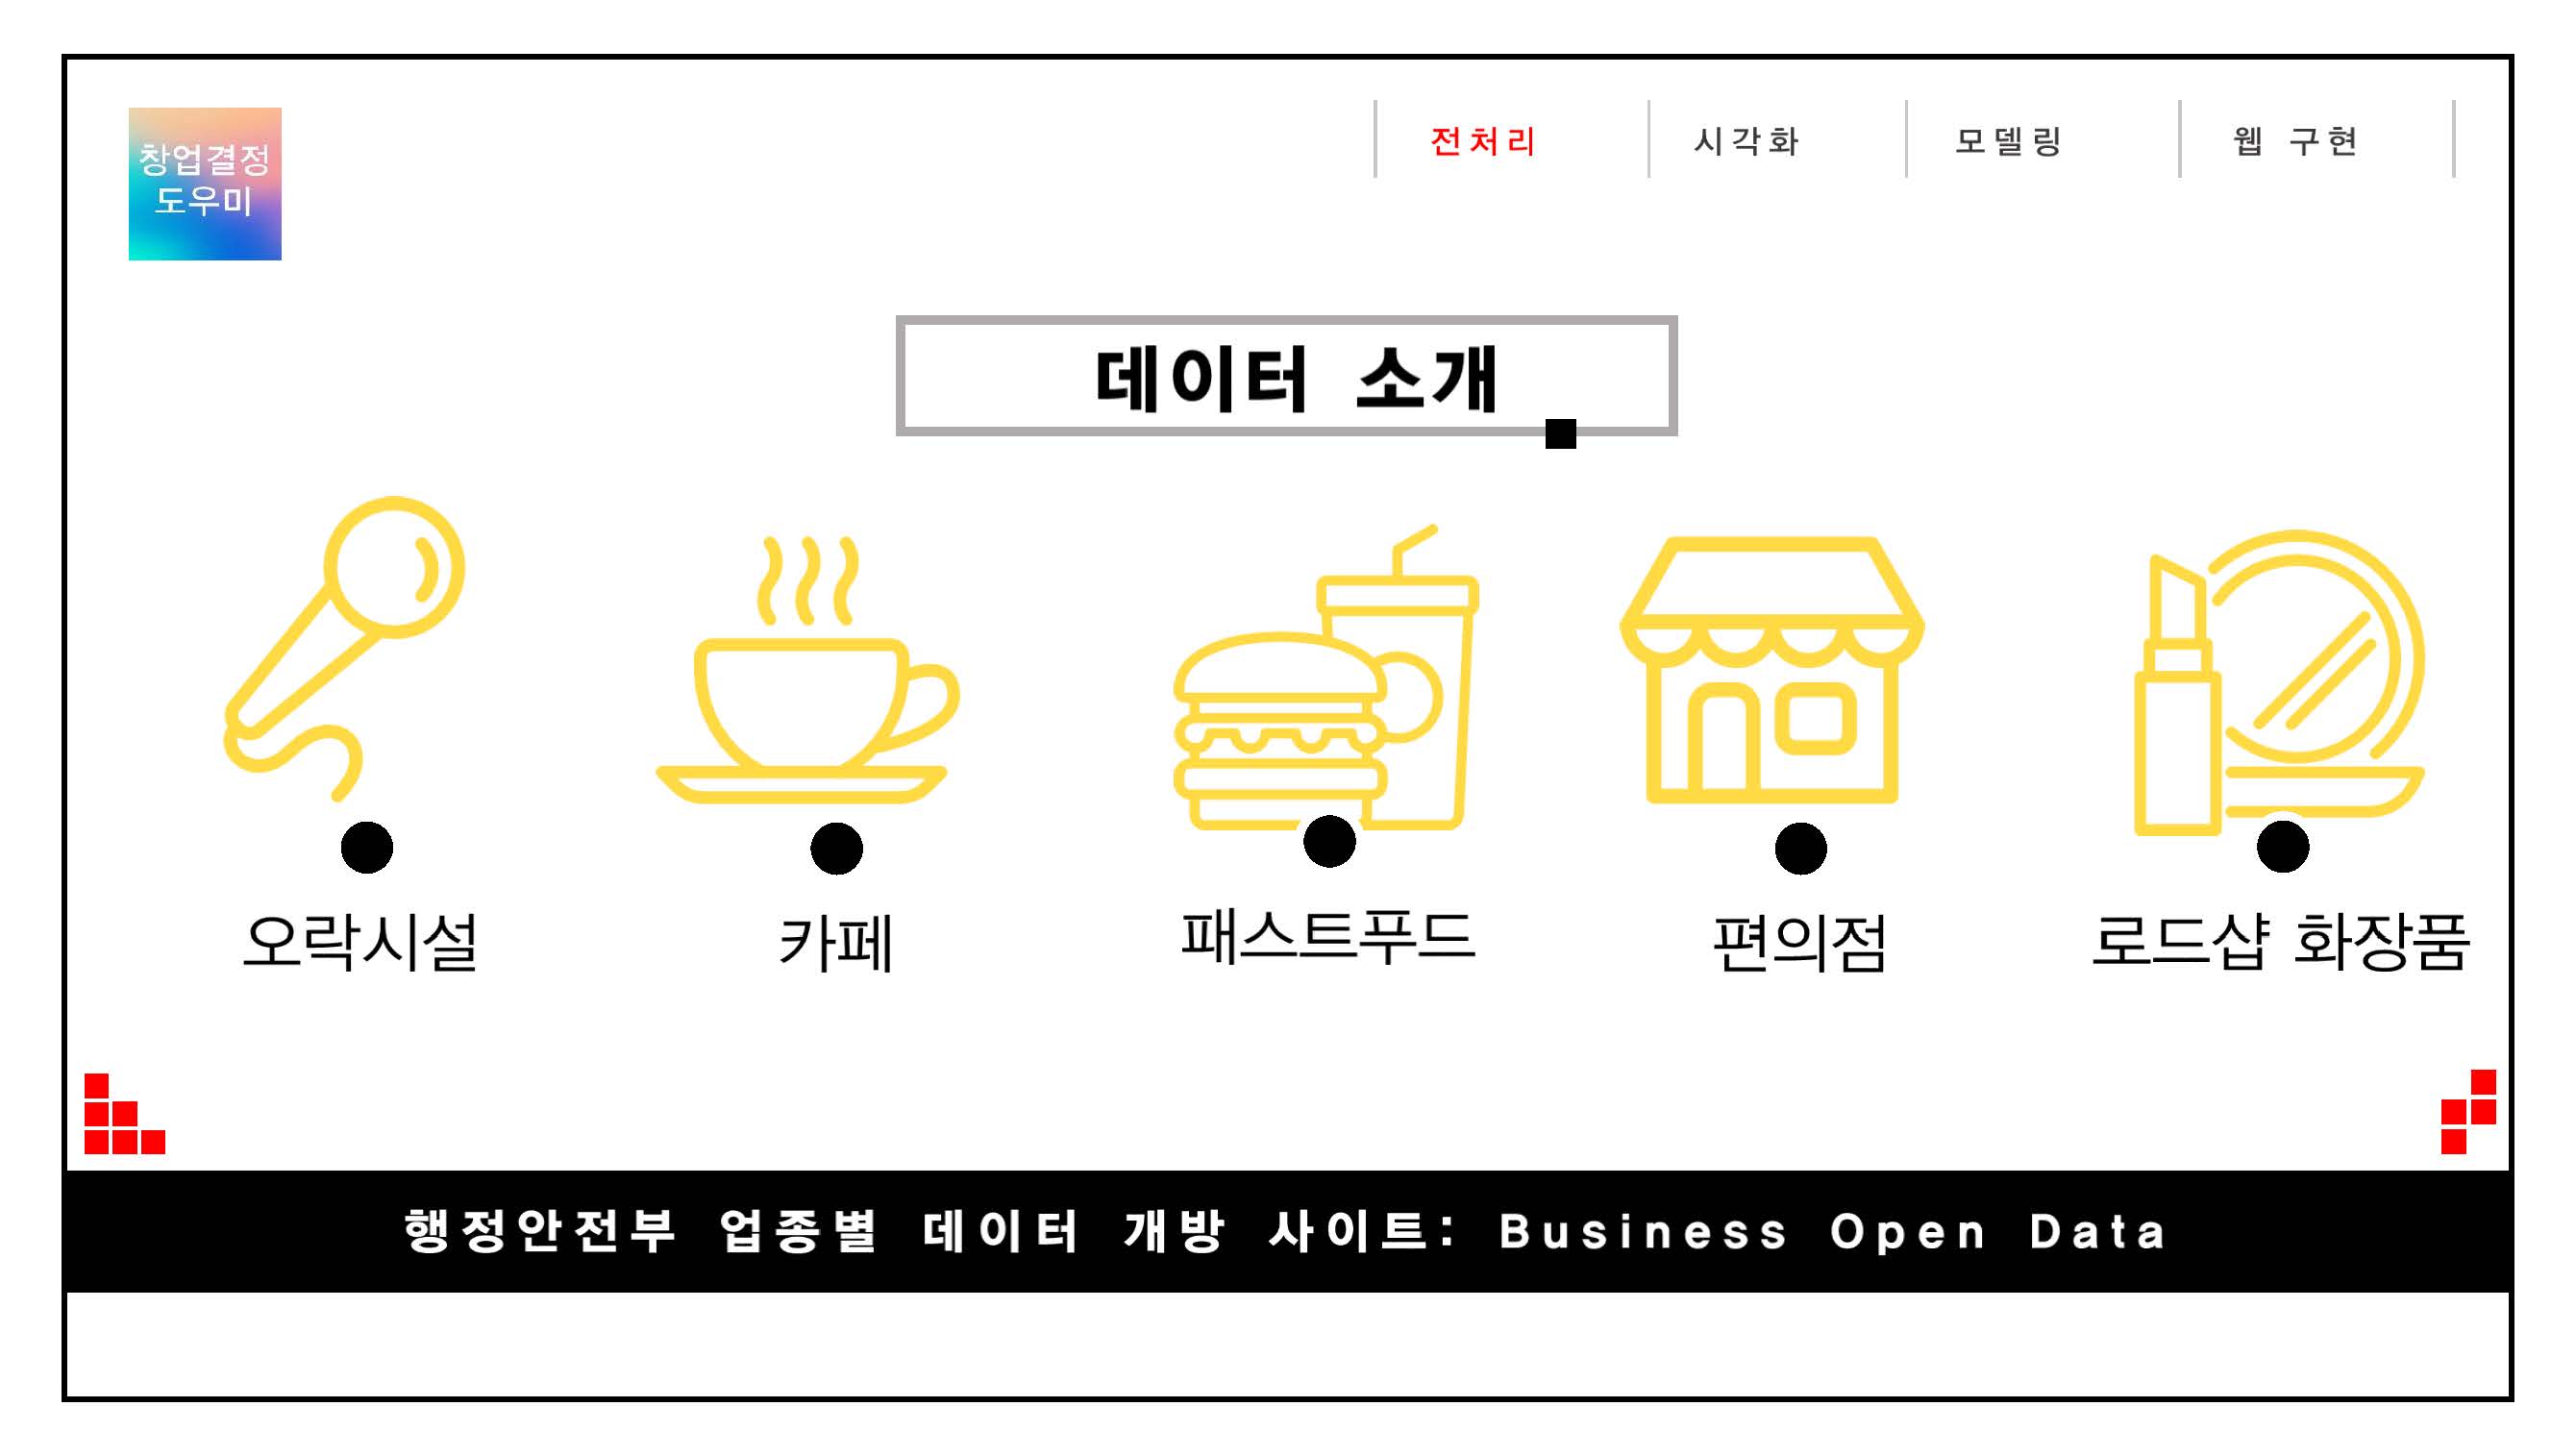 창업결정
도우미
전처리
시각화
모델링
웹 구현
데이터 소개
오락시설
카페
패스트푸드
편의점
로드샵 화장품
행정안전부 업종별 데이터 개방 사이트: Business Open Data